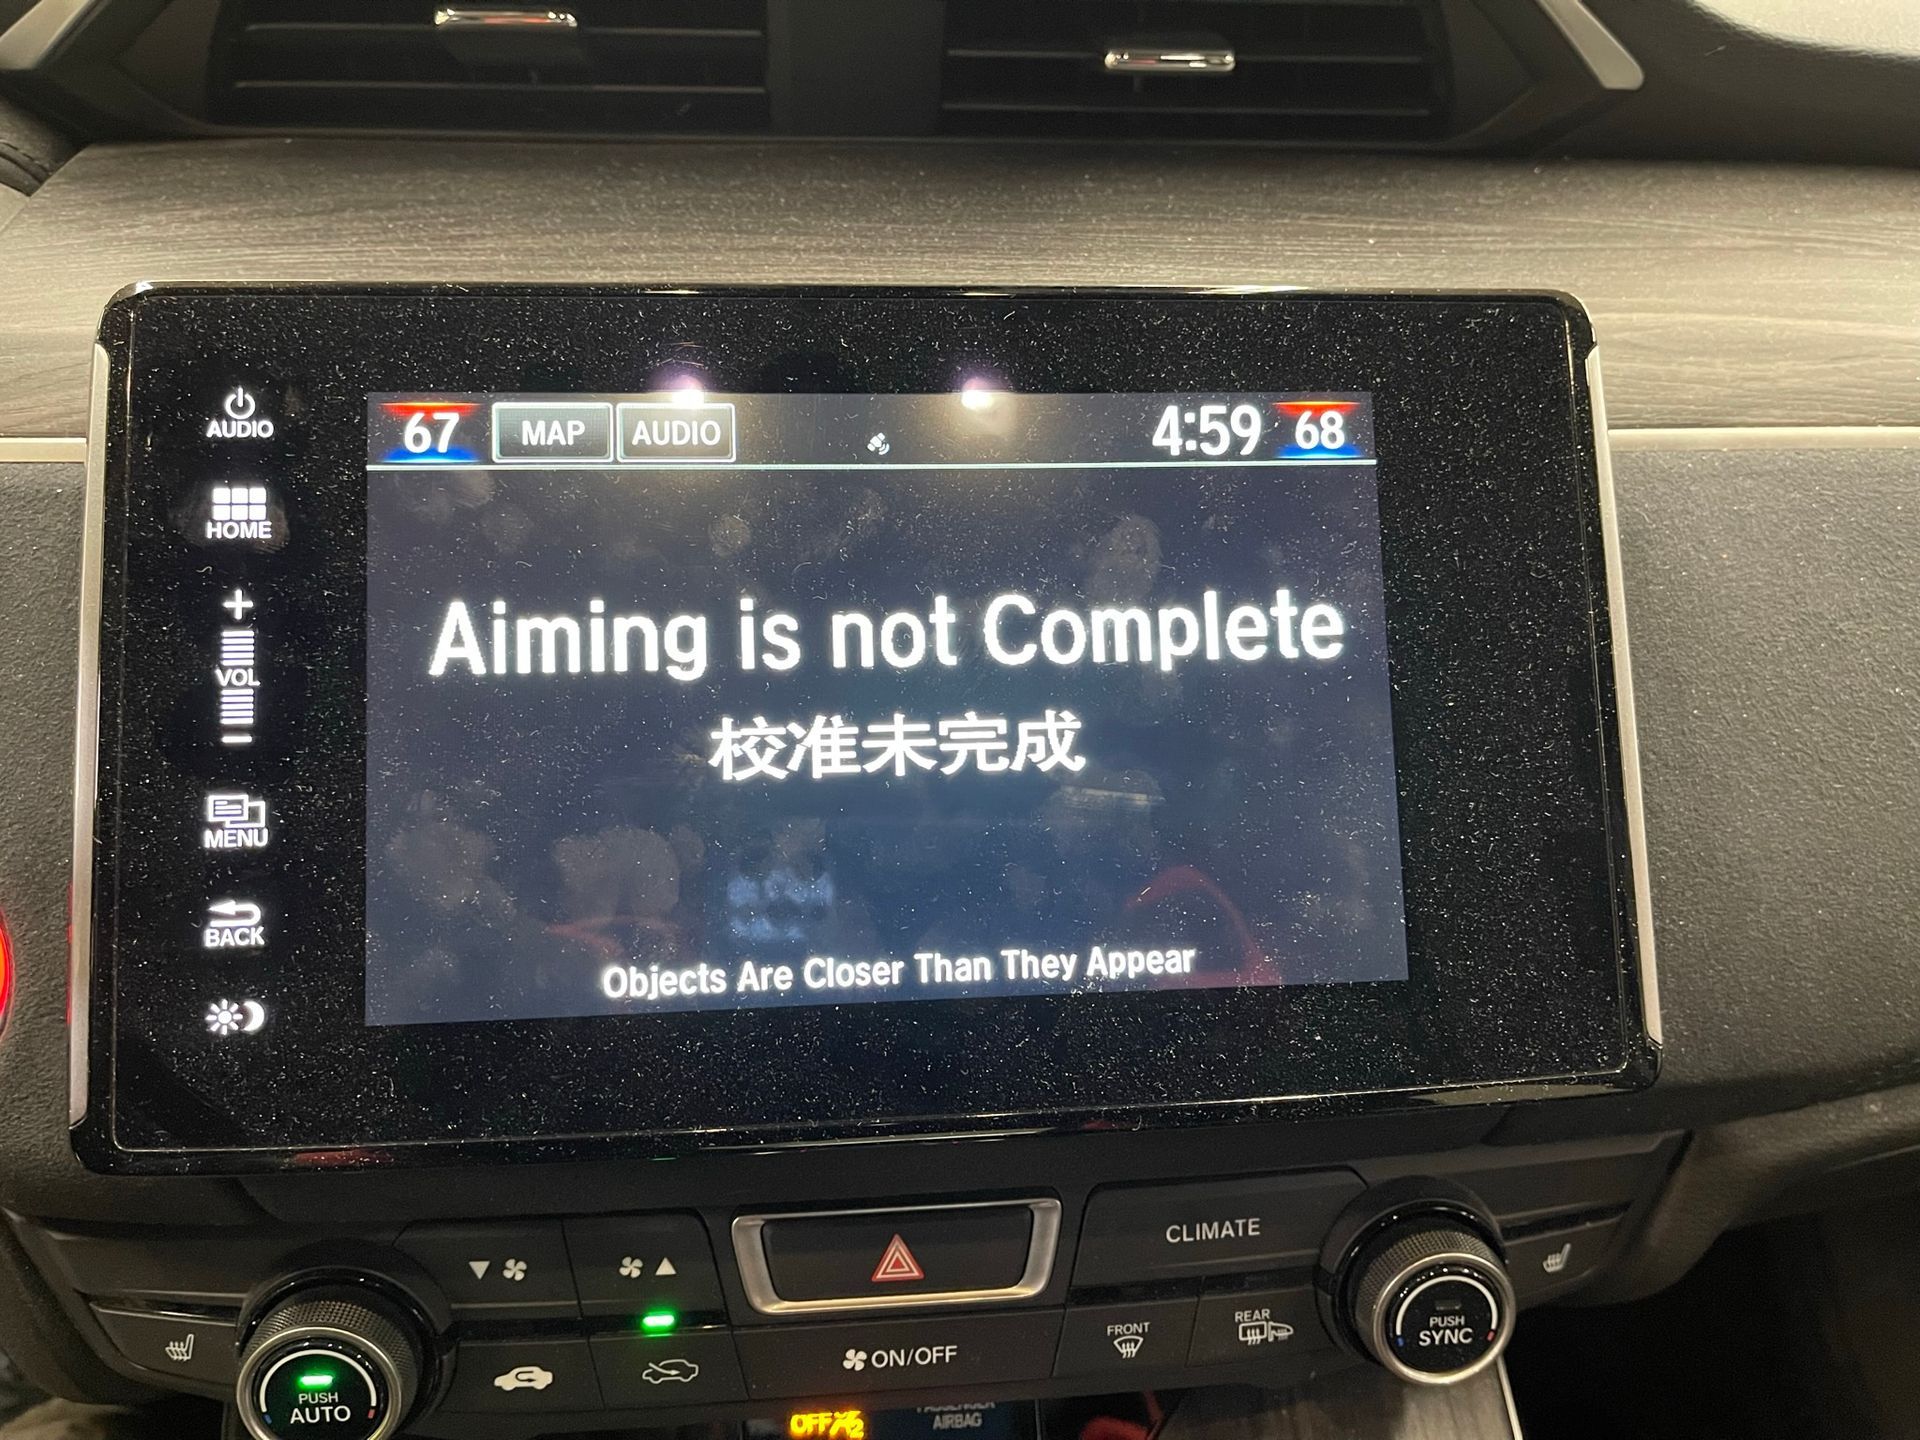 AUDIO
67 MAP AUDIO 4:59 68
HOME
+
VOL
−
Aiming is not Complete
校准未完成
MENU
BACK
Objects Are Closer Than They Appear
CLIMATE
PUSH
AUTO
ON/OFF
FRONT
REAR
PUSH
SYNC
OFF
PASSENGER
AIRBAG